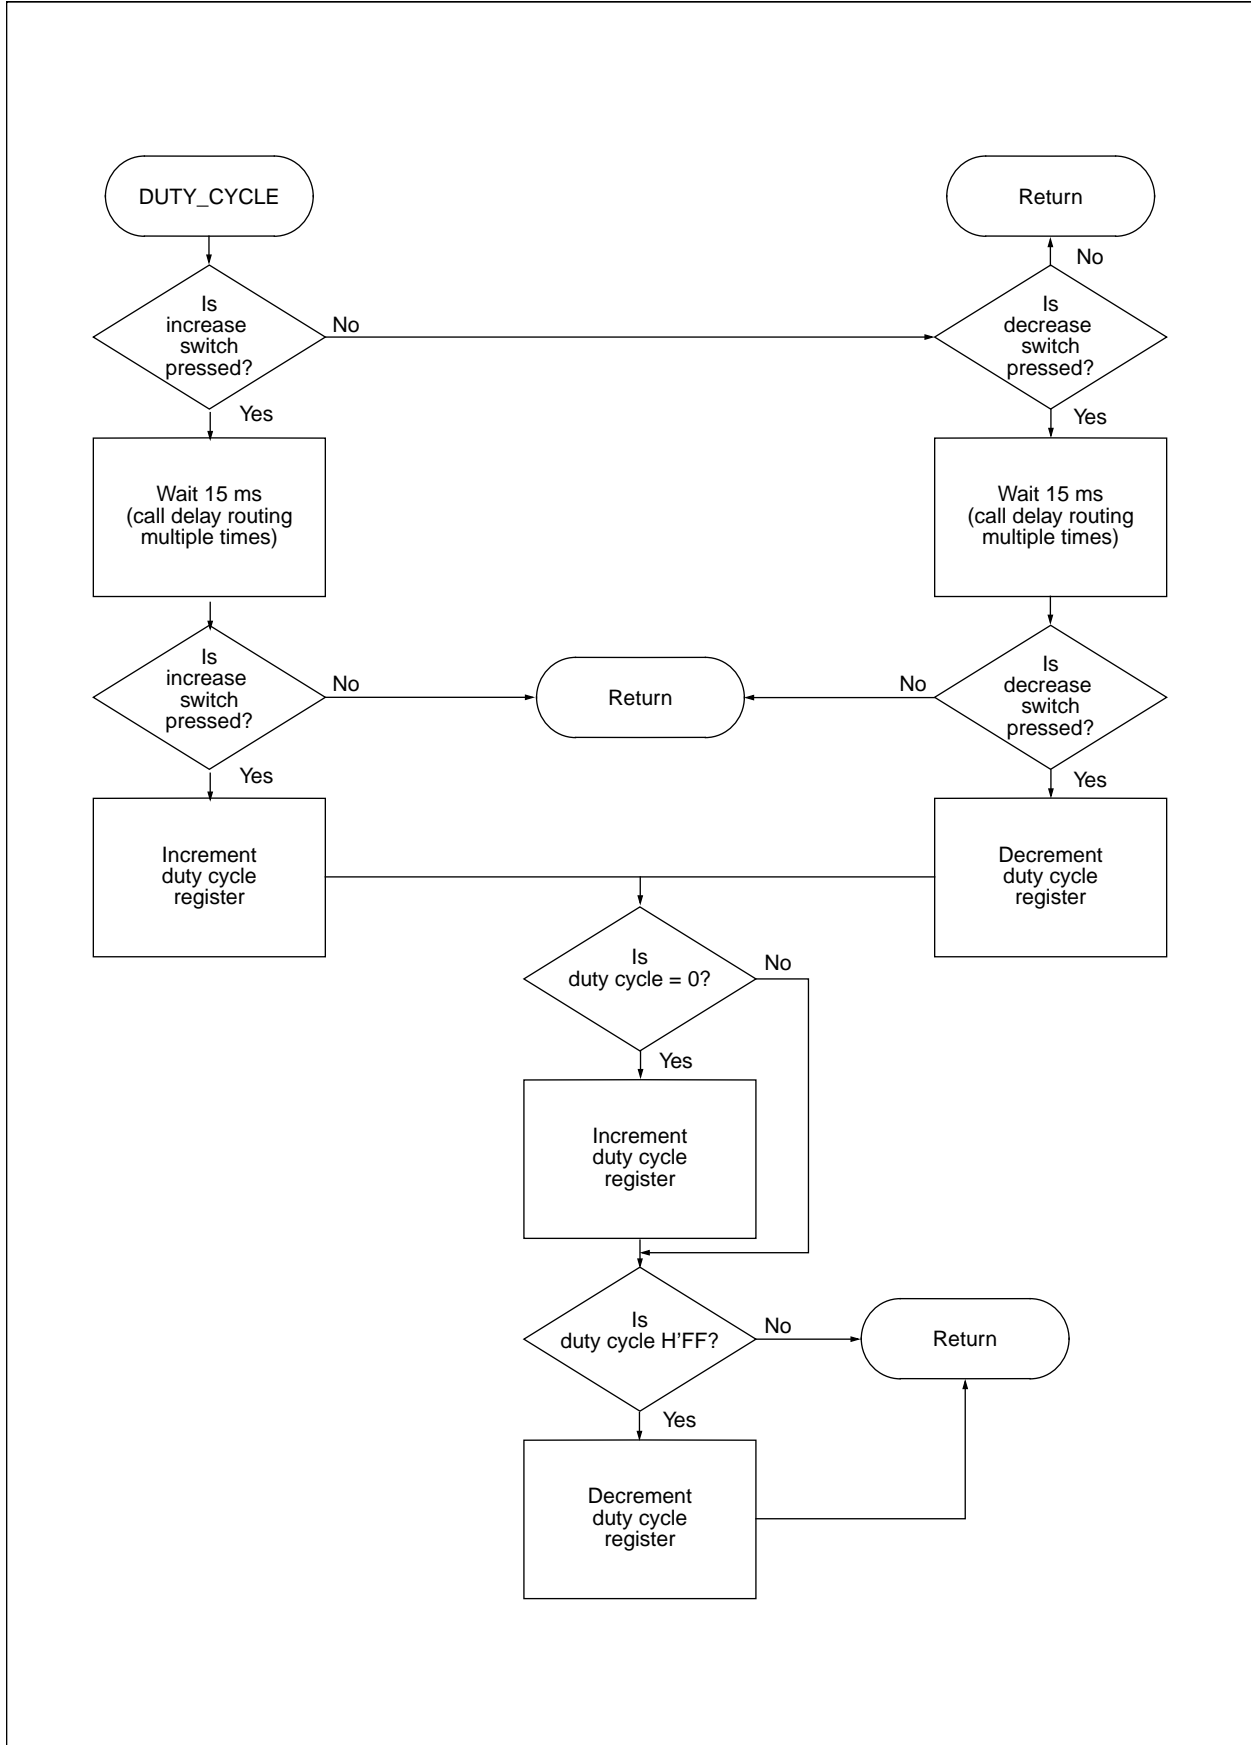 DUTY_CYCLE
Return
No
Is
increase
switch
pressed?
No
Is
decrease
switch
pressed?
Yes
Yes
Wait 15 ms
(call delay routing
multiple times)
Wait 15 ms
(call delay routing
multiple times)
Is
increase
switch
pressed?
No
Return
No
Is
decrease
switch
pressed?
Yes
Yes
Increment
duty cycle
register
Decrement
duty cycle
register
Is
duty cycle = 0?
No
Yes
Increment
duty cycle
register
Is
duty cycle H'FF?
No
Return
Yes
Decrement
duty cycle
register